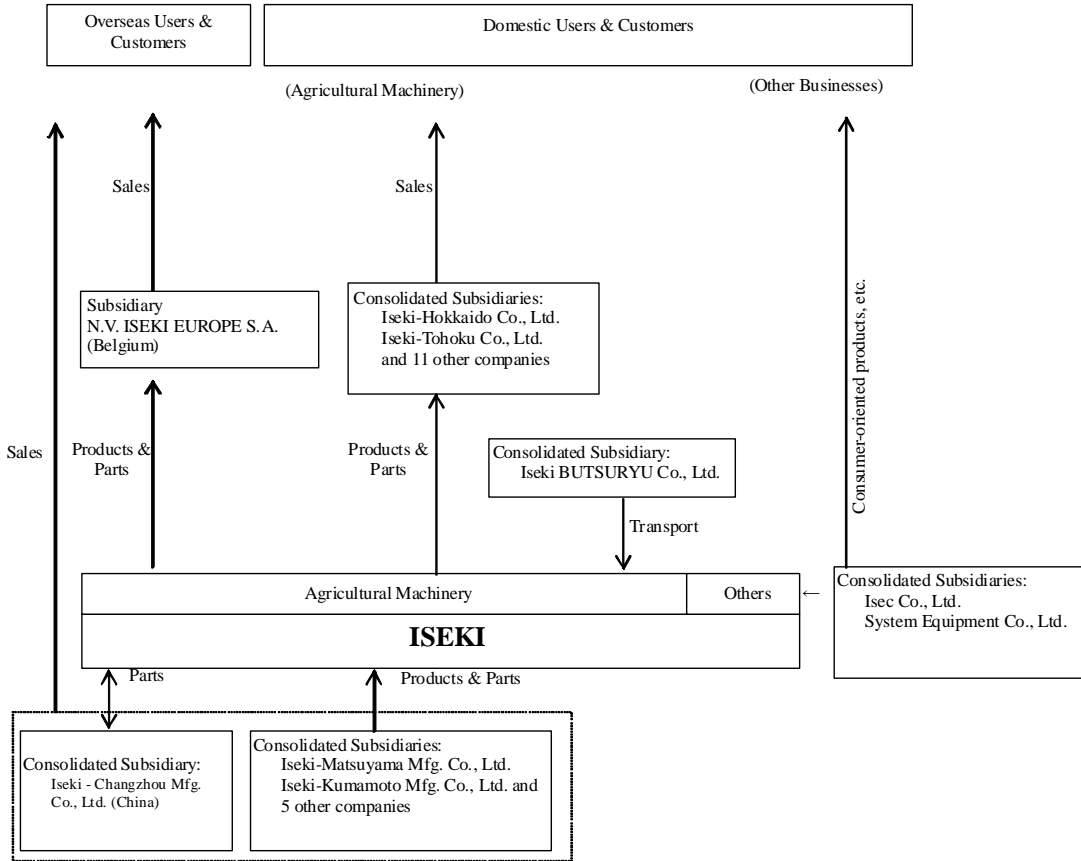 Overseas Users &
Customers
Domestic Users & Customers
(Agricultural Machinery)
(Other Businesses)
Sales
Sales
Subsidiary
N.V. ISEKI EUROPE S.A.
(Belgium)
Consolidated Subsidiaries:
Iseki-Hokkaido Co., Ltd.
Iseki-Tohoku Co., Ltd.
and 11 other companies
Consumer-oriented products, etc.
Sales
Products &
Parts
Products &
Parts
Consolidated Subsidiary:
Iseki BUTSURYU Co., Ltd.
Transport
Agricultural Machinery
Others
←
ISEKI
Consolidated Subsidiaries:
Isec Co., Ltd.
System Equipment Co., Ltd.
Parts
Products & Parts
Consolidated Subsidiary:
Iseki - Changzhou Mfg.
Co., Ltd. (China)
Consolidated Subsidiaries:
Iseki-Matsuyama Mfg. Co., Ltd.
Iseki-Kumamoto Mfg. Co., Ltd. and
5 other companies